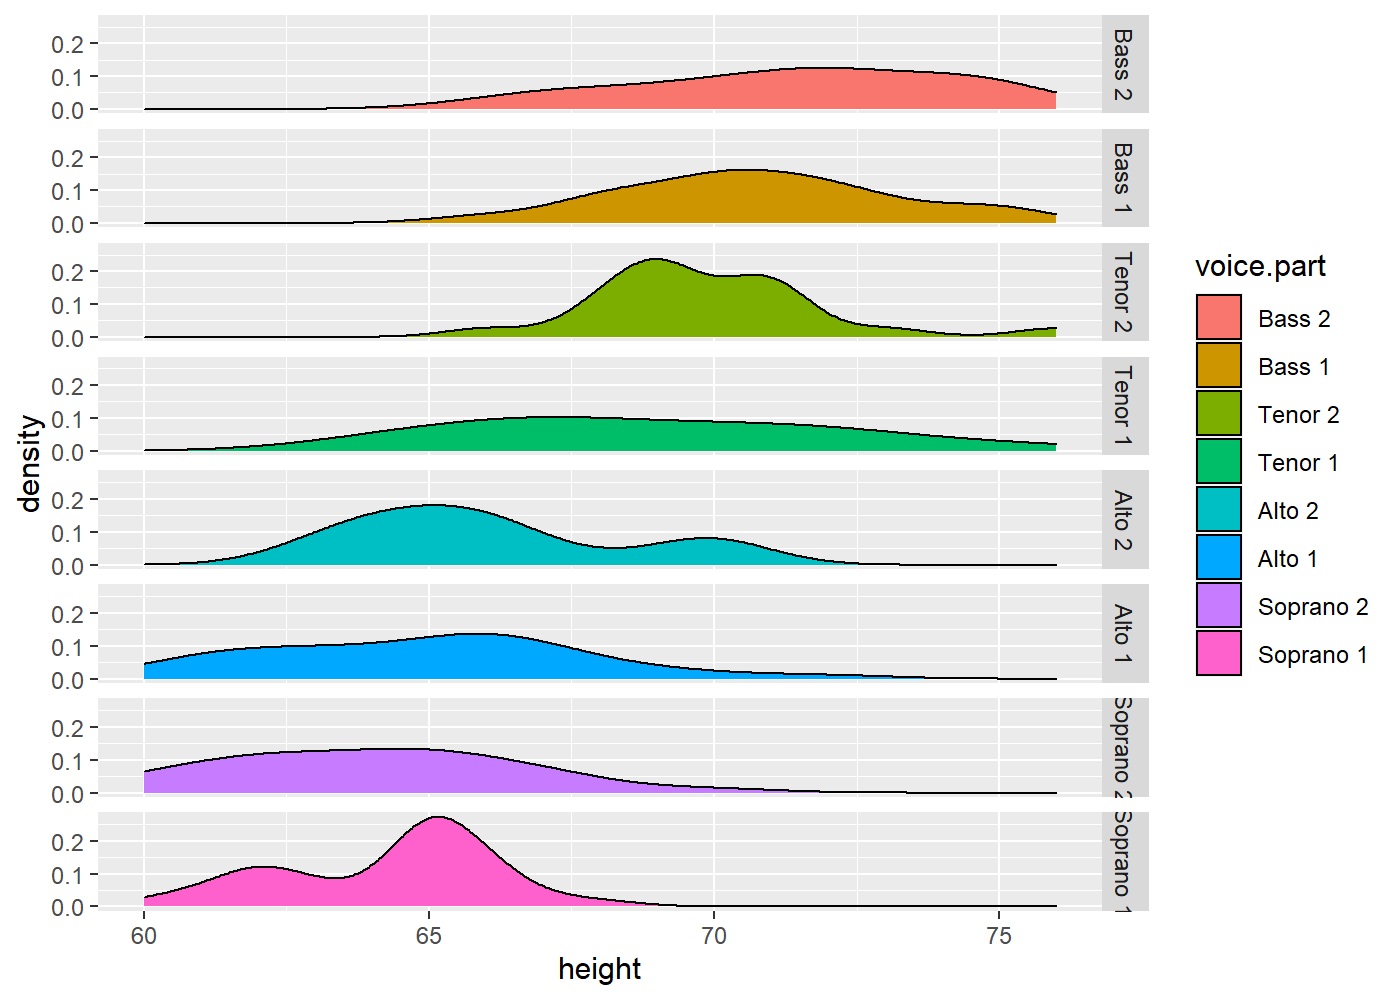 0.2
0.1
0.0
Bass 2
0.2
0.1
0.0
Bass 1
0.2
0.1
0.0
Tenor 2
0.2
0.1
0.0
Tenor 1
0.2
0.1
0.0
Alto 2
0.2
0.1
0.0
Alto 1
0.2
0.1
0.0
Soprano 2
0.2
0.1
0.0
Soprano 1
60 65 70 75
height
density
voice.part
Bass 2
Bass 1
Tenor 2
Tenor 1
Alto 2
Alto 1
Soprano 2
Soprano 1